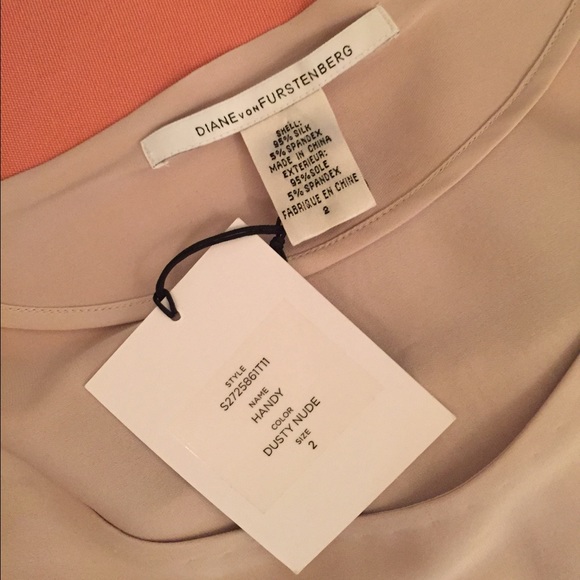 DIANE VON FURSTENBERG
SHELL:
95% SILK
5% SPANDEX
MADE IN CHINA
EXTERIEUR:
95% SOLE
5% SPANDEX
FABRIQUE EN CHINE
2
STYLE
S2725861T11
NAME
HANDY
COLOR
DUSTY NUDE
SIZE
2